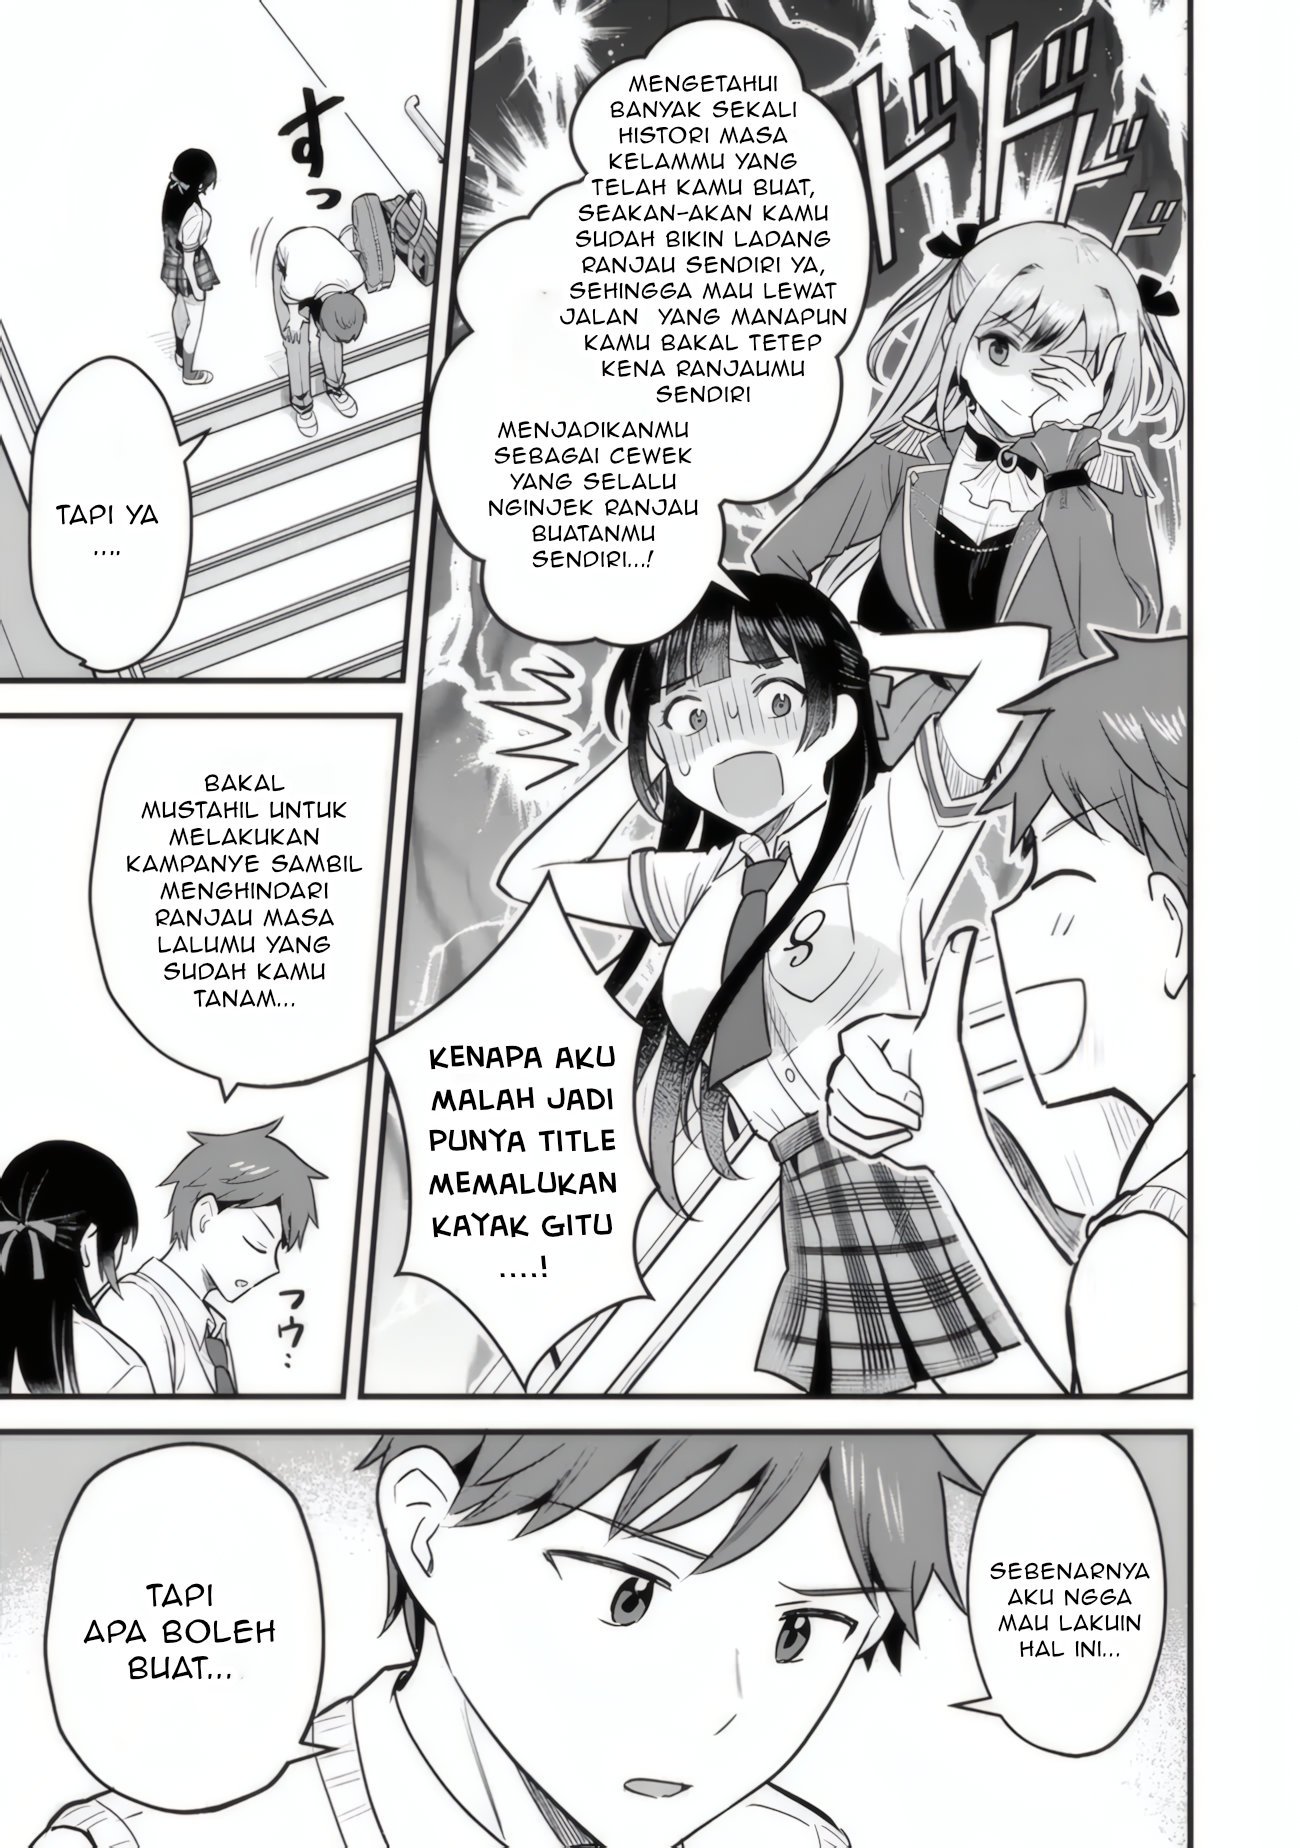 MENGETAHUI
BANYAK SEKALI
HISTORI MASA
KELAMMU YANG
TELAH KAMU BUAT,
SEAKAN-AKAN KAMU
SUDAH BIKIN LADANG
RANJAU SENDIRI YA,
SEHINGGA MAU LEWAT
JALAN YANG MANAPUN
KAMU BAKAL TETEP
KENA RANJAUMU
SENDIRI
MENJADIKANMU
SEBAGAI CEWEK
YANG SELALU
NGINJEK RANJAU
BUATANMU
SENDIRI...!
ドドド
KENAPA AKU
MALAH JADI
PUNYA TITLE
MEMALUKAN
KAYAK GITU
....!
すっ
TAPI YA
....
BAKAL
MUSTAHIL UNTUK
MELAKUKAN
KAMPANYE SAMBIL
MENGHINDARI
RANJAU MASA
LALUMU YANG
SUDAH KAMU
TANAM...
フゥ…
SEBENARNYA
AKU NGGA
MAU LAKUIN
HAL INI...
TAPI
APA BOLEH
BUAT...